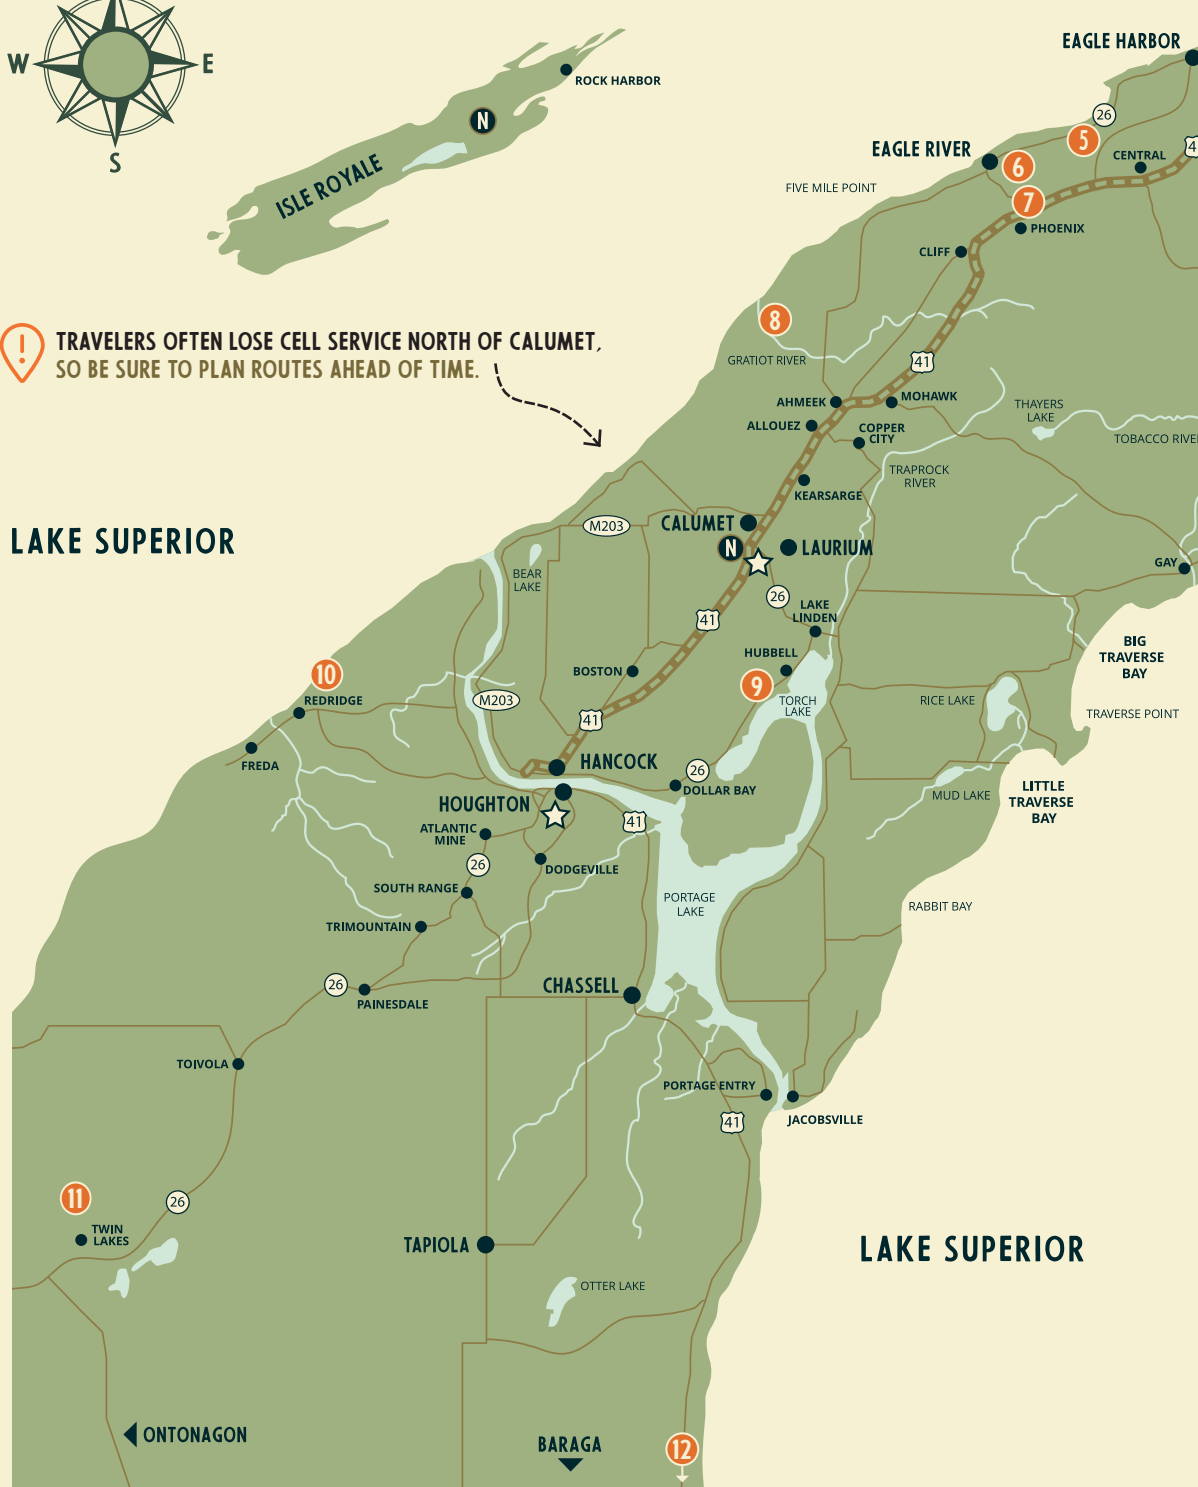 EAGLE HARBOR
W
E
S
ROCK HARBOR
N
26
5
EAGLE RIVER
6
CENTRAL
FIVE MILE POINT
7
PHOENIX
ISLE ROYALE
CLIFF
8
TRAVELERS OFTEN LOSE CELL SERVICE NORTH OF CALUMET,
SO BE SURE TO PLAN ROUTES AHEAD OF TIME.
GRATIOT RIVER
41
AHMEEK
MOHAWK
THAYERS
LAKE
ALLOUEZ
COPPER
CITY
TRAPROCK
RIVER
KEARSARGE
M203
CALUMET
LAKE SUPERIOR
N
LAURIUM
BEAR
LAKE
GAY
26
LAKE
LINDEN
41
BIG
TRAVERSE
BAY
HUBBELL
BOSTON
10
9
REDRIDGE
M203
TORCH
LAKE
RICE LAKE
TRAVERSE POINT
41
FREDA
HANCOCK
26
DOLLAR BAY
MUD LAKE
LITTLE
TRAVERSE
BAY
HOUGHTON
41
ATLANTIC
MINE
26
DODGEVILLE
SOUTH RANGE
PORTAGE
LAKE
RABBIT BAY
TRIMOUNTAIN
26
CHASSELL
PAINESDALE
TOIVOLA
PORTAGE ENTRY
41
JACOBSVILLE
11
26
TWIN
LAKES
TAPIOLA
LAKE SUPERIOR
OTTER LAKE
ONTONAGON
BARAGA
12